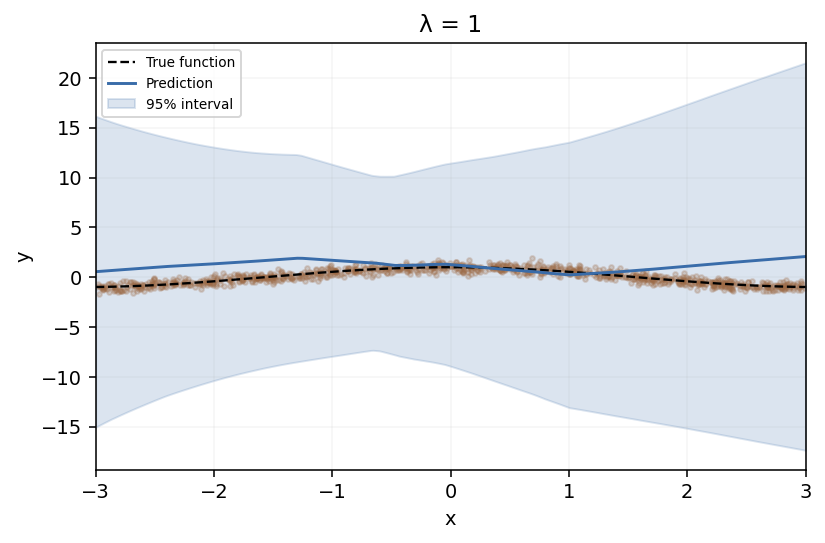 λ = 1
True function
Prediction
95% interval
y
20
15
10
5
0
−5
−10
−15
−3 −2 −1 0 1 2 3
x